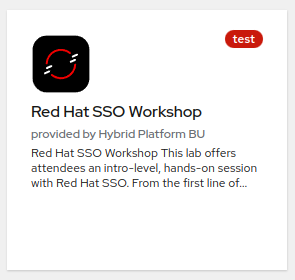 test
Red Hat SSO Workshop
provided by Hybrid Platform BU
Red Hat SSO Workshop This lab offers
attendees an intro-level, hands-on session
with Red Hat SSO. From the first line of...